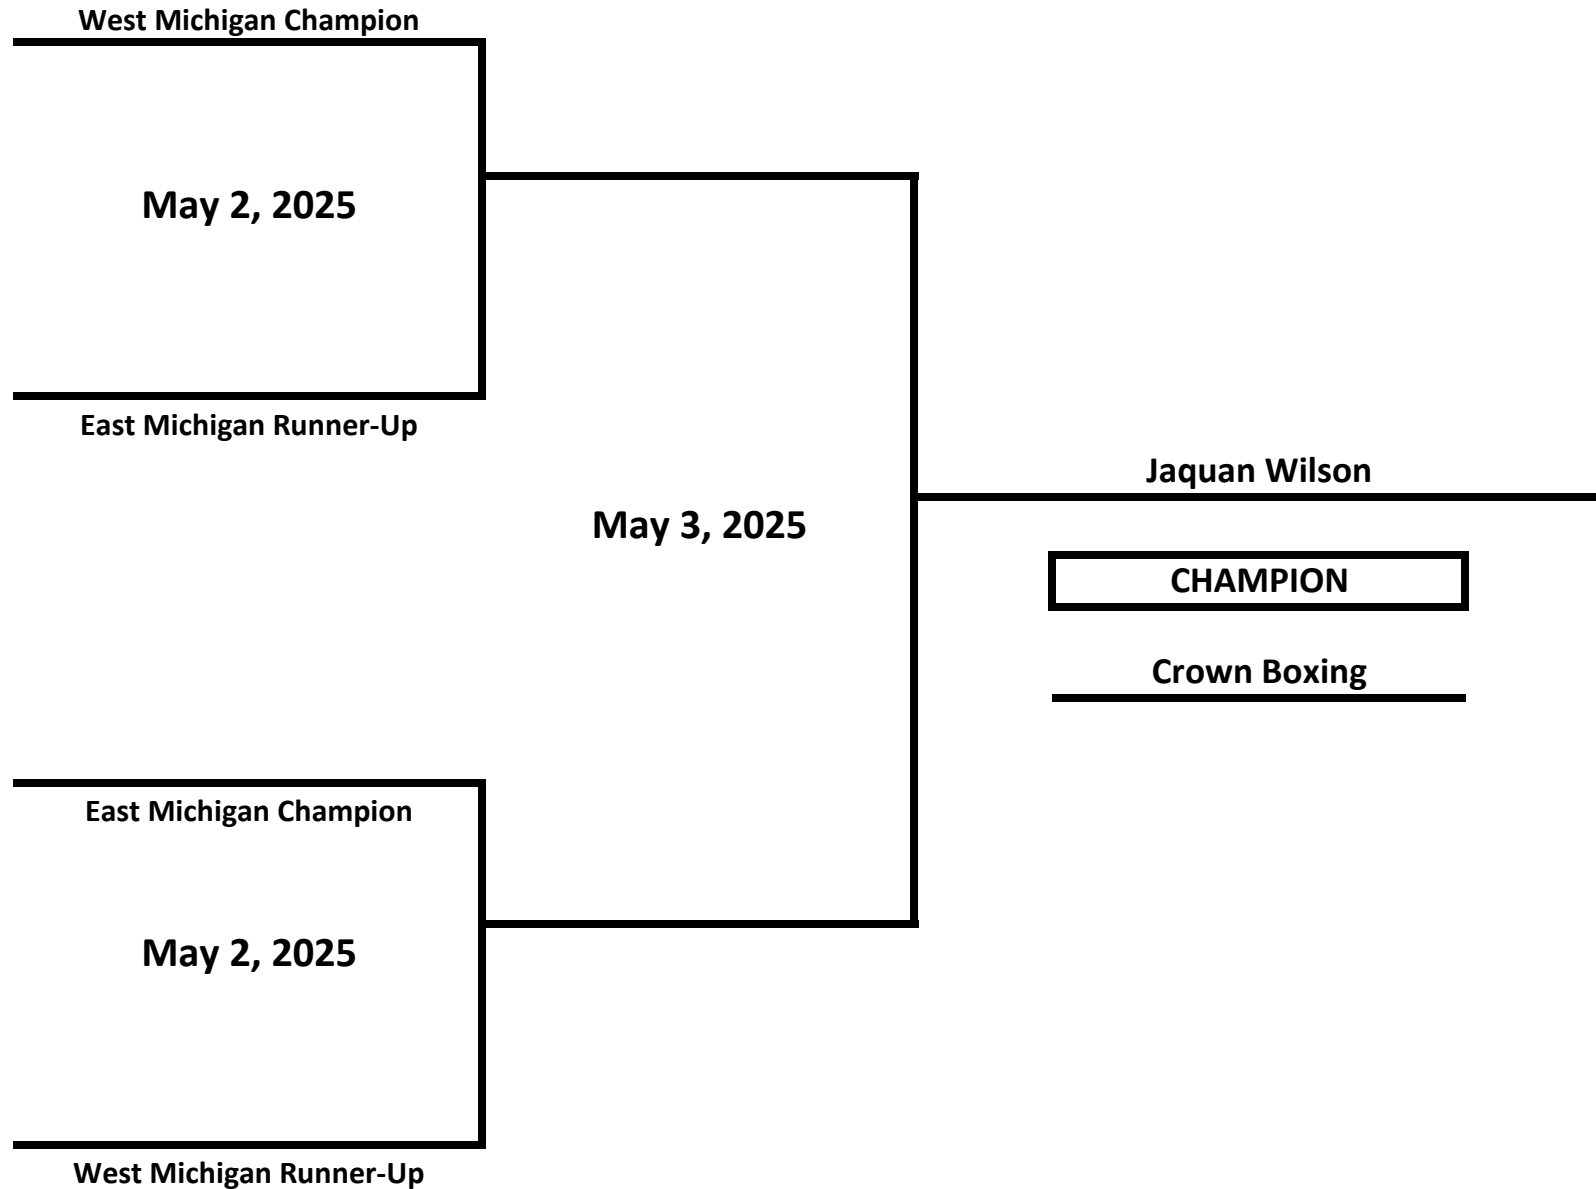 West Michigan Champion
May 2, 2025
East Michigan Runner-Up
Jaquan Wilson
May 3, 2025
CHAMPION
Crown Boxing
East Michigan Champion
May 2, 2025
West Michigan Runner-Up